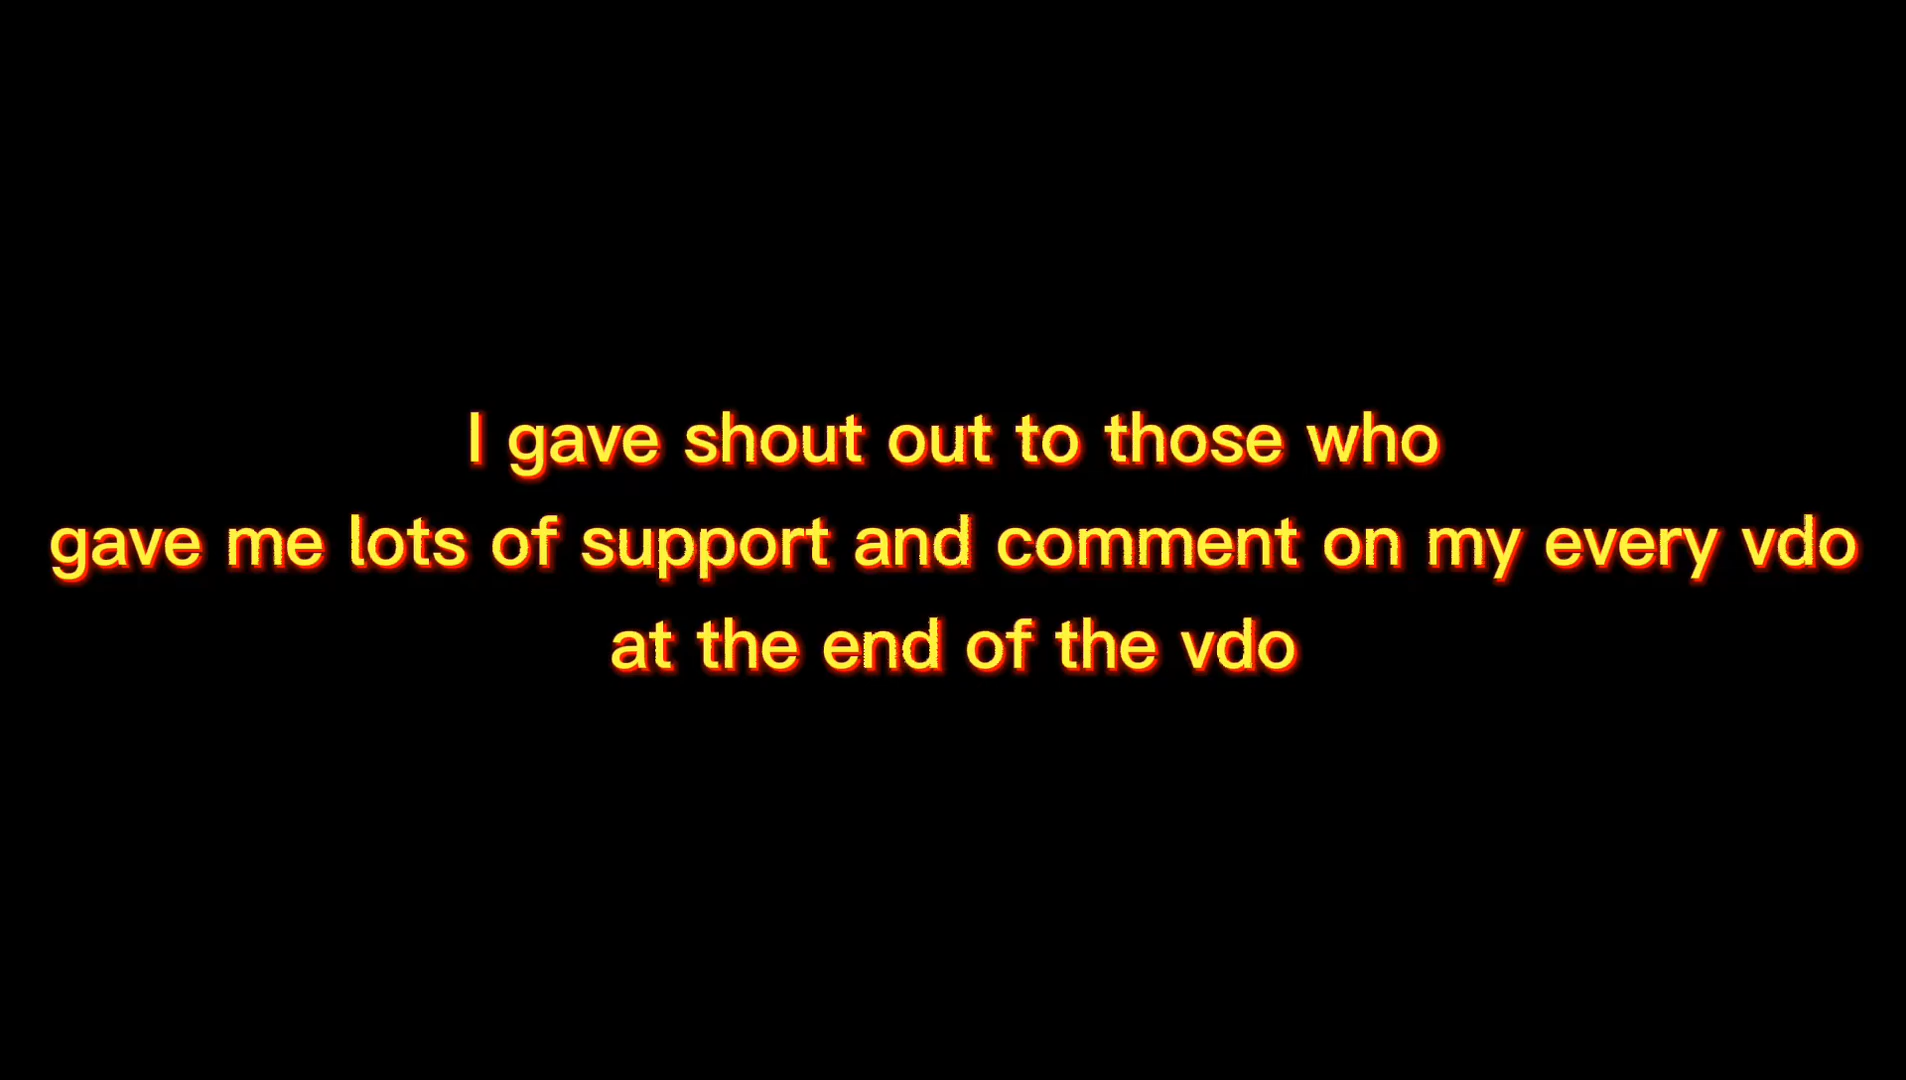 I gave shout out to those who
gave me lots of support and comment on my every vdo
at the end of the vdo